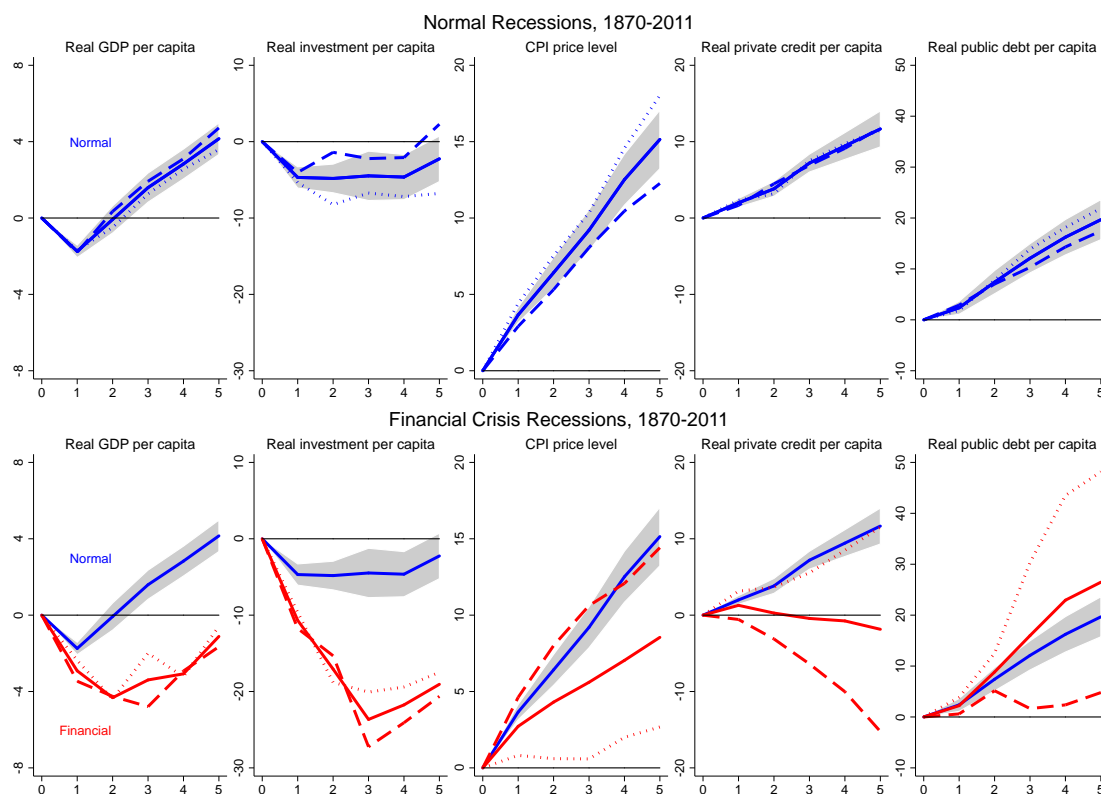 Normal Recessions, 1870-2011
Real GDP per capita
Real investment per capita
CPI price level
Real private credit per capita
Real public debt per capita
Normal
8
4
0
-4
-8
0 1 2 3 4 5
10
0
-10
-20
-30
0 1 2 3 4 5
20
15
10
5
0
0 1 2 3 4 5
20
10
0
-10
-20
0 1 2 3 4 5
50
40
30
20
10
0
-10
0 1 2 3 4 5
Financial Crisis Recessions, 1870-2011
Real GDP per capita
Real investment per capita
CPI price level
Real private credit per capita
Real public debt per capita
Normal
Financial
8
4
0
-4
-8
0 1 2 3 4 5
10
0
-10
-20
-30
0 1 2 3 4 5
20
15
10
5
0
0 1 2 3 4 5
20
10
0
-10
-20
0 1 2 3 4 5
50
40
30
20
10
0
-10
0 1 2 3 4 5